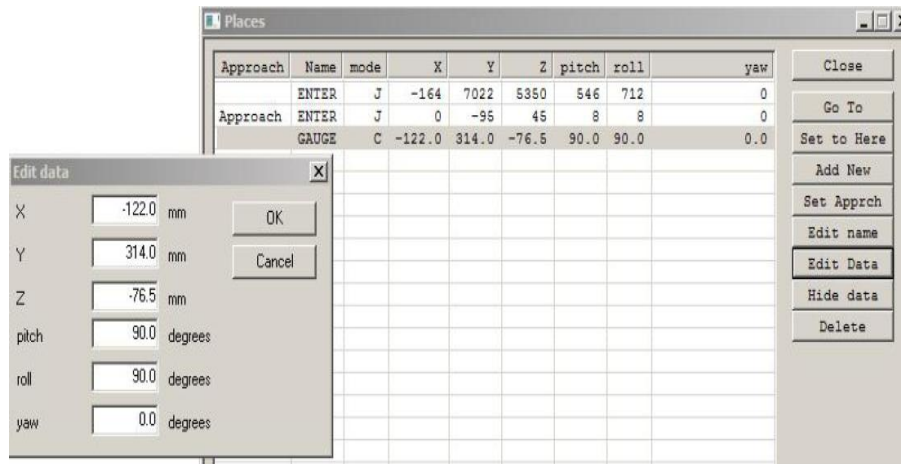 Places
Approach Name mode X Y Z pitch roll yaw
ENTER J -164 7022 5350 546 712 0
Approach ENTER J 0 -95 45 8 8 0
GAUGE C -122.0 314.0 -76.5 90.0 90.0 0.0
Close
Go To
Set to Here
Add New
Set Apprch
Edit name
Edit Data
Hide data
Delete
Edit data
X -122.0 mm
Y 314.0 mm
Z -76.5 mm
pitch 90.0 degrees
roll 90.0 degrees
yaw 0.0 degrees
OK
Cancel